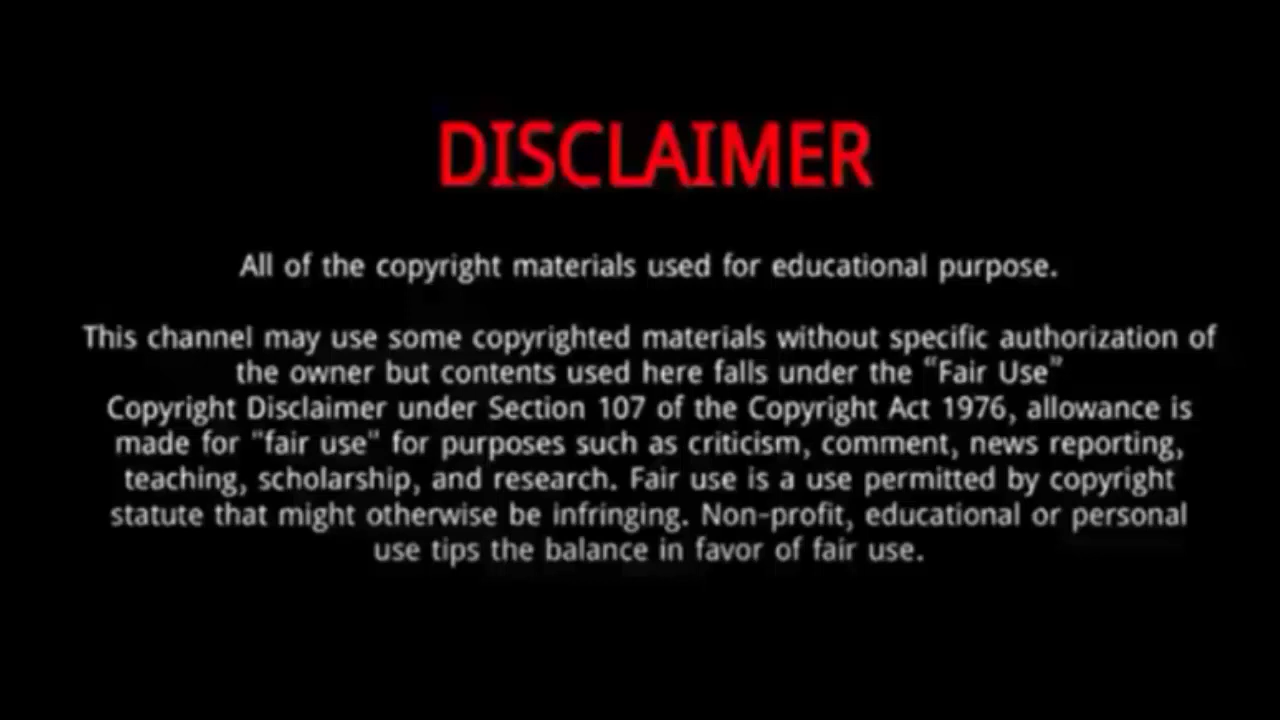 DISCLAIMER
All of the copyright materials used for educational purpose.
This channel may use some copyrighted materials without specific authorization of
the owner but contents used here falls under the “Fair Use”
Copyright Disclaimer under Section 107 of the Copyright Act 1976, allowance is
made for "fair use" for purposes such as criticism, comment, news reporting,
teaching, scholarship, and research. Fair use is a use permitted by copyright
statute that might otherwise be infringing. Non-profit, educational or personal
use tips the balance in favor of fair use.